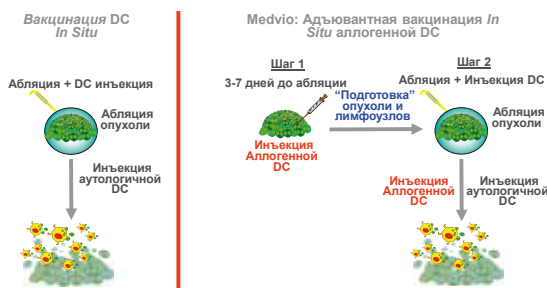 Вакцинация DC
In Situ
Абляция + DC инъекция
Абляция
опухоли
Инъекция
аутологичной
DC
Medvio: Адъювантная вакцинация In
Situ аллогенной DC
Шаг 1
3-7 дней до абляции
Инъекция
Аллогенной
DC
“Подготовка”
опухоли и
лимфоузлов
Шаг 2
Абляция + Инъекция DC
Абляция
опухоли
Инъекция
Аллогенной
DC
Инъекция
аутологичной
DC